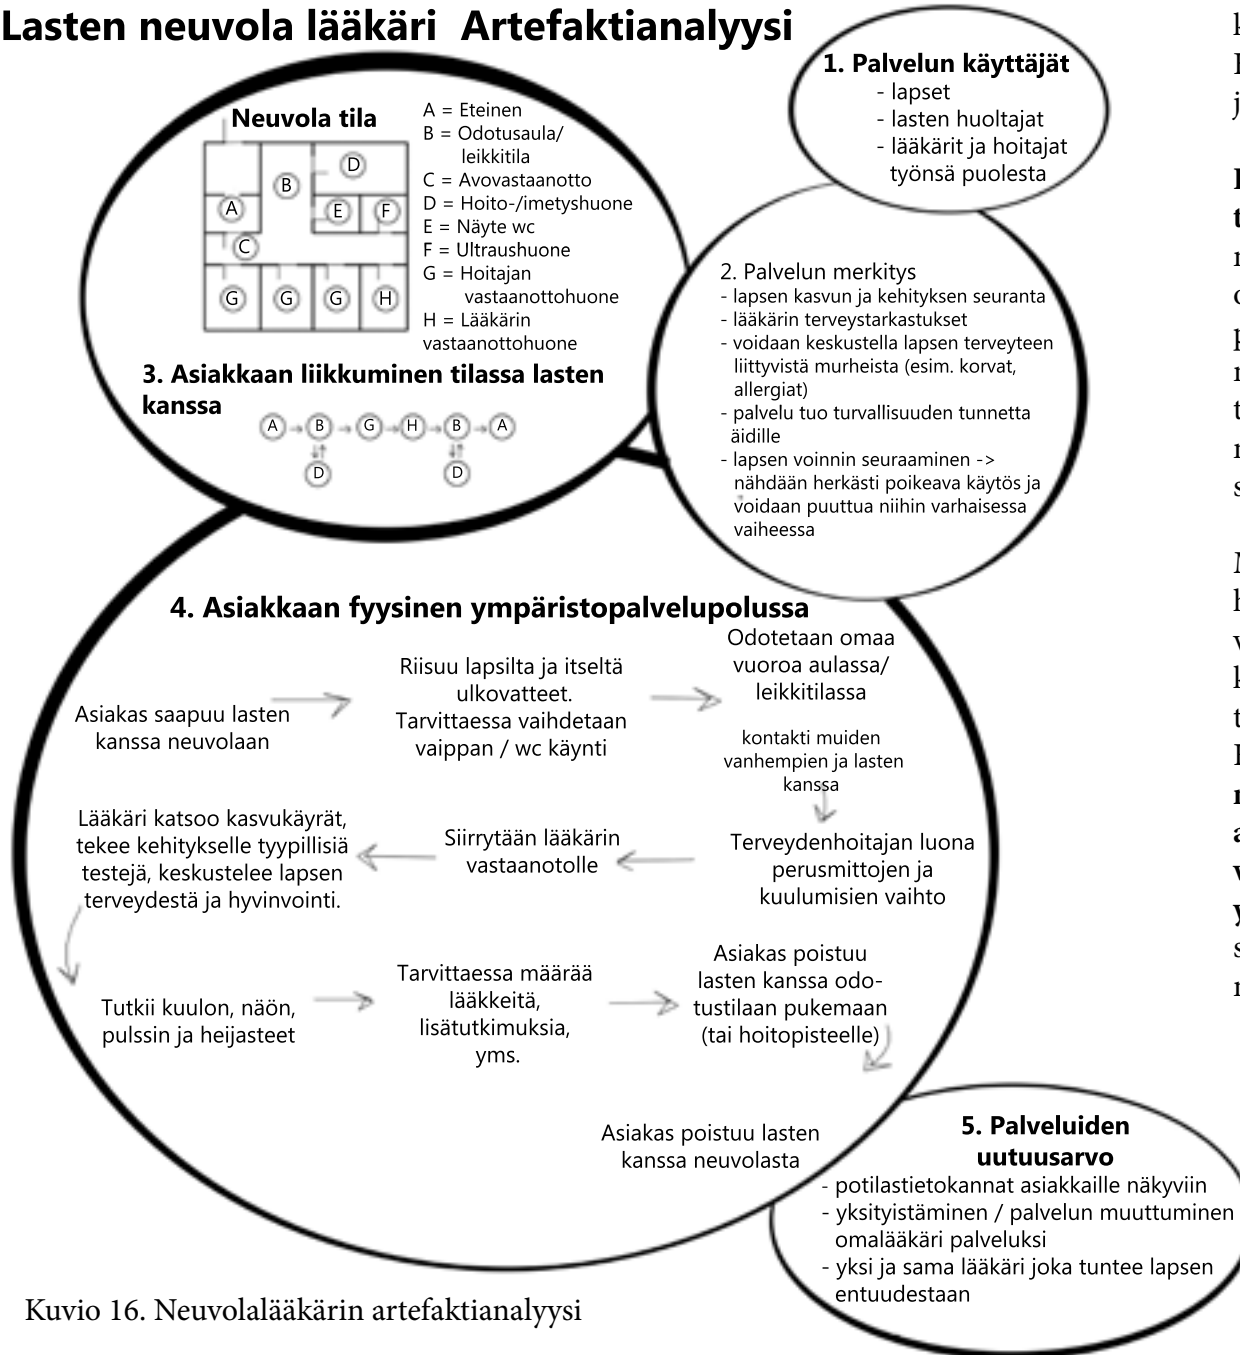 Lasten neuvola lääkäri  Artefaktianalyysi
1. Palvelun käyttäjät
- lapset
- lasten huoltajat
- lääkärit ja hoitajat
työnsä puolesta
Neuvola tila
A
B
C
D
E
F
G
G
G
H
A = Eteinen
B = Odotusaula/
leikkitila
C = Avovastaanotto
D = Hoito-/imetyshuone
E = Näyte wc
F = Ultraushuone
G = Hoitajan
vastaanottohuone
H = Lääkärin
vastaanottohuone
2. Palvelun merkitys
- lapsen kasvun ja kehityksen seuranta
- lääkärin terveystarkastukset
- voidaan keskustella lapsen terveyteen
liittyvistä murheista (esim. korvat,
allergiat)
- palvelu tuo turvallisuuden tunnetta
äidille
- lapsen voinnin seuraaminen ->
nähdään herkästi poikeava käytös ja
voidaan puuttua niihin varhaisessa
vaiheessa
3. Asiakkaan liikkuminen tilassa lasten
kanssa
A B G H B A
D D
4. Asiakkaan fyysinen ympäristopalvelupolussa
Asiakas saapuu lasten
kanssa neuvolaan
Riisuu lapsilta ja itseltä
ulkovatteet.
Tarvittaessa vaihdetaan
vaippan / wc käynti
Odotetaan omaa
vuoroa aulassa/
leikkitilassa
kontakti muiden
vanhempien ja lasten
kanssa
Terveydenhoitajan luona
perusmittojen ja
kuulumisien vaihto
Siirrytään lääkärin
vastaanotolle
Lääkäri katsoo kasvukäyrät,
tekee kehitykselle tyypillisiä
testejä, keskustelee lapsen
terveydestä ja hyvinvointi.
Tutkii kuulon, näön,
pulssin ja heijasteet
Tarvittaessa määrää
lääkkeitä,
lisätutkimuksia,
yms.
Asiakas poistuu
lasten kanssa odo-
tustilaan pukemaan
(tai hoitopisteelle)
Asiakas poistuu lasten
kanssa neuvolasta
5. Palveluiden
uutuusarvo
- potilastietokannat asiakkaille näkyviin
- yksityistäminen / palvelun muuttuminen
omalääkäri palveluksi
- yksi ja sama lääkäri joka tuntee lapsen
entuudestaan
Kuvio 16. Neuvolalääkärin artefaktianalyysi